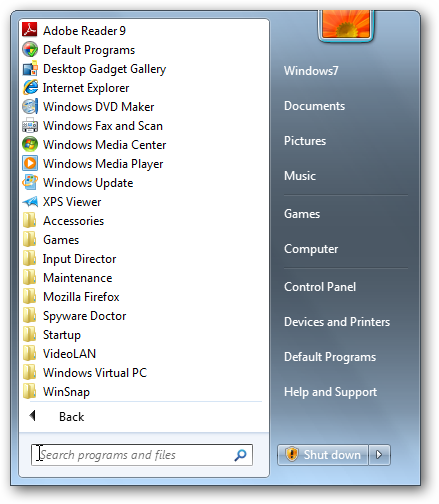 Adobe Reader 9
Default Programs
Desktop Gadget Gallery
Internet Explorer
Windows DVD Maker
Windows Fax and Scan
Windows Media Center
Windows Media Player
Windows Update
XPS Viewer
Accessories
Games
Input Director
Maintenance
Mozilla Firefox
Spyware Doctor
Startup
VideoLAN
Windows Virtual PC
WinSnap
Back
Search programs and files
Windows7
Documents
Pictures
Music
Games
Computer
Control Panel
Devices and Printers
Default Programs
Help and Support
Shut down